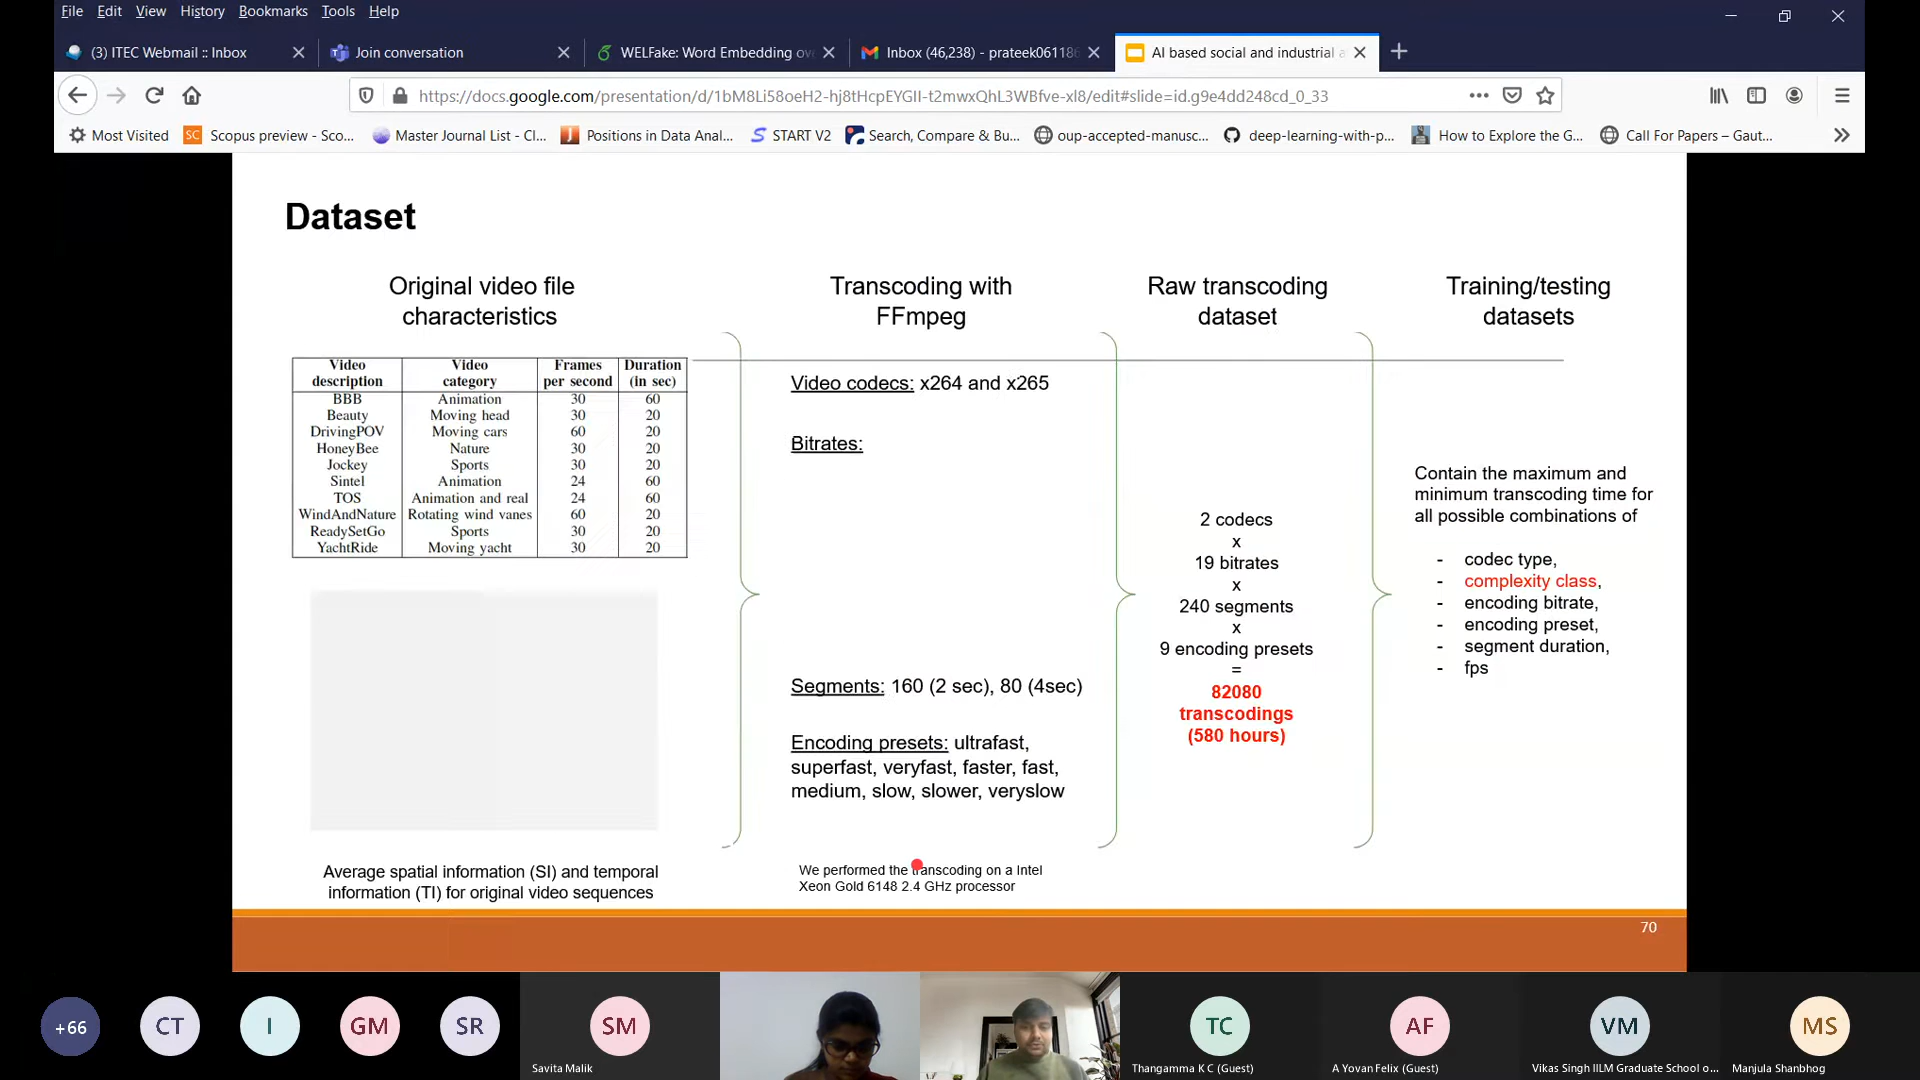 File Edit View History Bookmarks Tools Help
(3) ITEC Webmail :: Inbox
Join conversation
WELFake: Word Embedding ov
Inbox (46,238) - prateek06118
AI based social and industrial a
https://docs.google.com/presentation/d/1bM8Li58oeH2-hj8tHcpEYGII-t2mwxQhL3WBfve-xI8/edit#slide=id.g9e4dd248cd_0_33
Most Visited
Scopus preview - Sco...
Master Journal List - Cl...
Positions in Data Anal...
START V2
Search, Compare & Bu...
oup-accepted-manusc...
deep-learning-with-p...
How to Explore the G...
Call For Papers – Gaut...
Dataset
Original video file
characteristics
Video description Video category Frames per second Duration (in sec)
BBB Animation 30 60
Beauty Moving head 30 20
DrivingPOV Moving cars 60 20
HoneyBee Nature 30 20
Jockey Sports 30 20
Sintel Animation 24 60
TOS Animation and real 24 60
WindAndNature Rotating wind vanes 60 20
ReadySetGo Sports 30 20
YachtRide Moving yacht 30 20
Average spatial information (SI) and temporal
information (TI) for original video sequences
Transcoding with
FFmpeg
Video codecs: x264 and x265
Bitrates:
Segments: 160 (2 sec), 80 (4sec)
Encoding presets: ultrafast,
superfast, veryfast, faster, fast,
medium, slow, slower, veryslow
We performed the transcoding on a Intel
Xeon Gold 6148 2.4 GHz processor
Raw transcoding
dataset
2 codecs
x
19 bitrates
x
240 segments
x
9 encoding presets
=
82080
transcodings
(580 hours)
Training/testing
datasets
Contain the maximum and
minimum transcoding time for
all possible combinations of
- codec type,
- complexity class,
- encoding bitrate,
- encoding preset,
- segment duration,
- fps
70
+66
CT
I
GM
SR
SM
Savita Malik
TC
Thangamma K C (Guest)
AF
A Yovan Felix (Guest)
VM
Vikas Singh IILM Graduate School o...
MS
Manjula Shanbhog